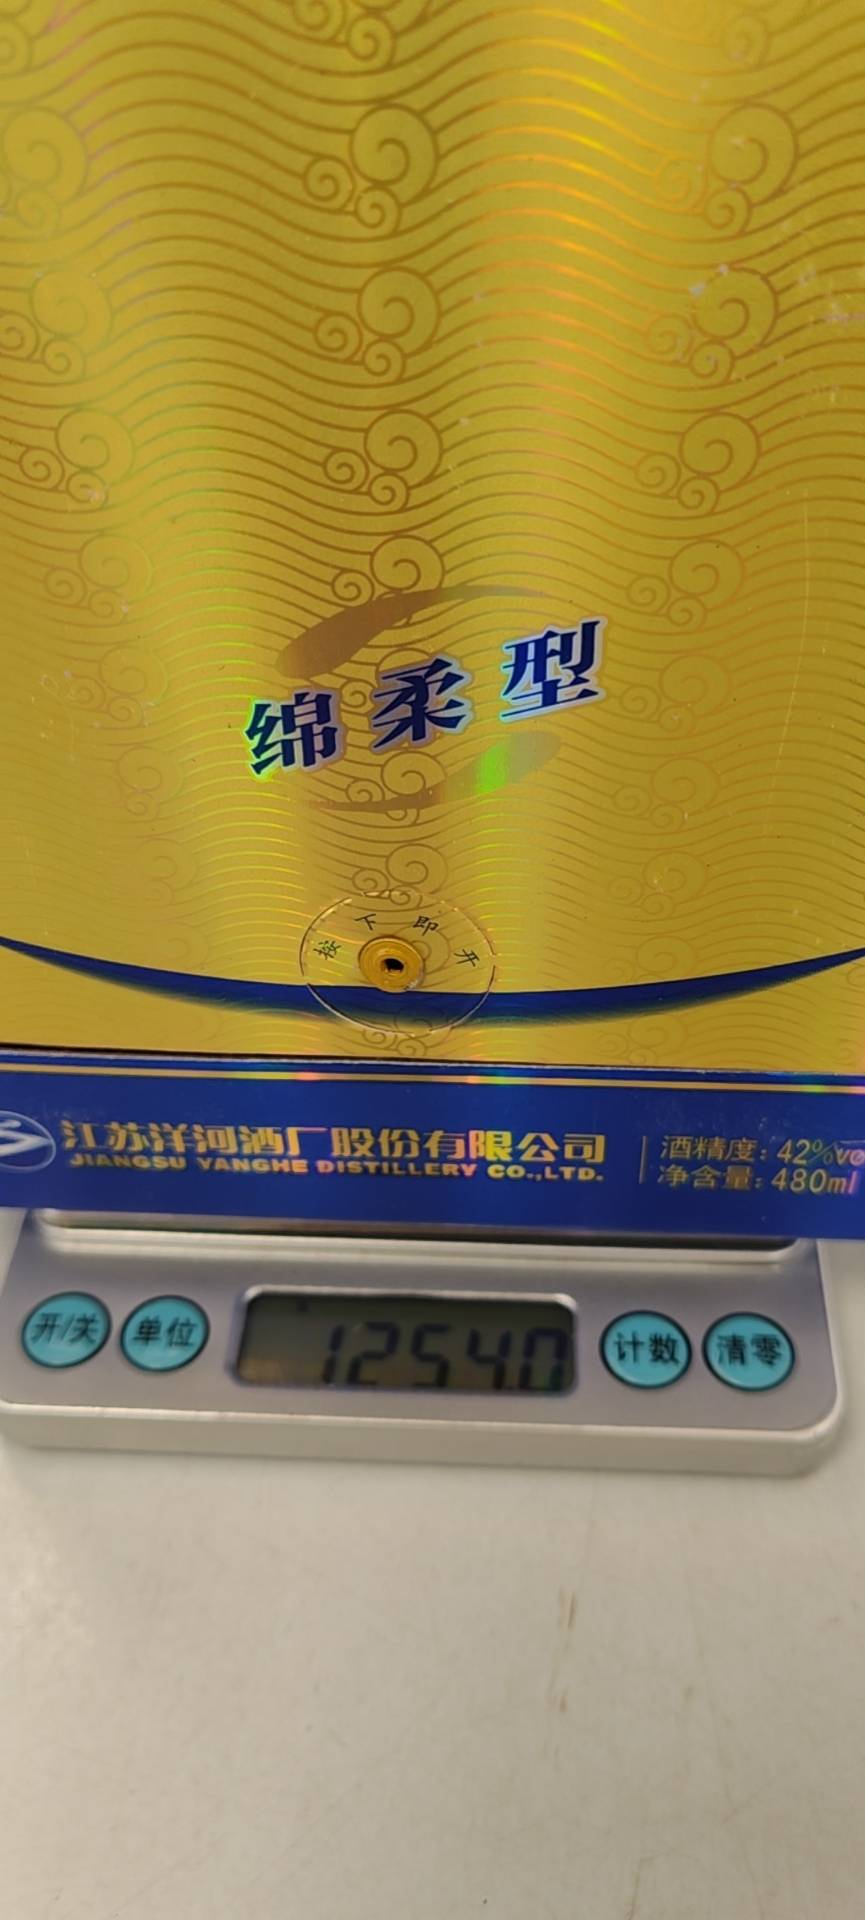 绵柔型
按下即开
江苏洋河酒厂股份有限公司
JIANGSU YANGHE DISTILLERY CO.,LTD.
酒精度: 42%vo
净含量: 480ml
开/关
单位
1254.0
计数
清零